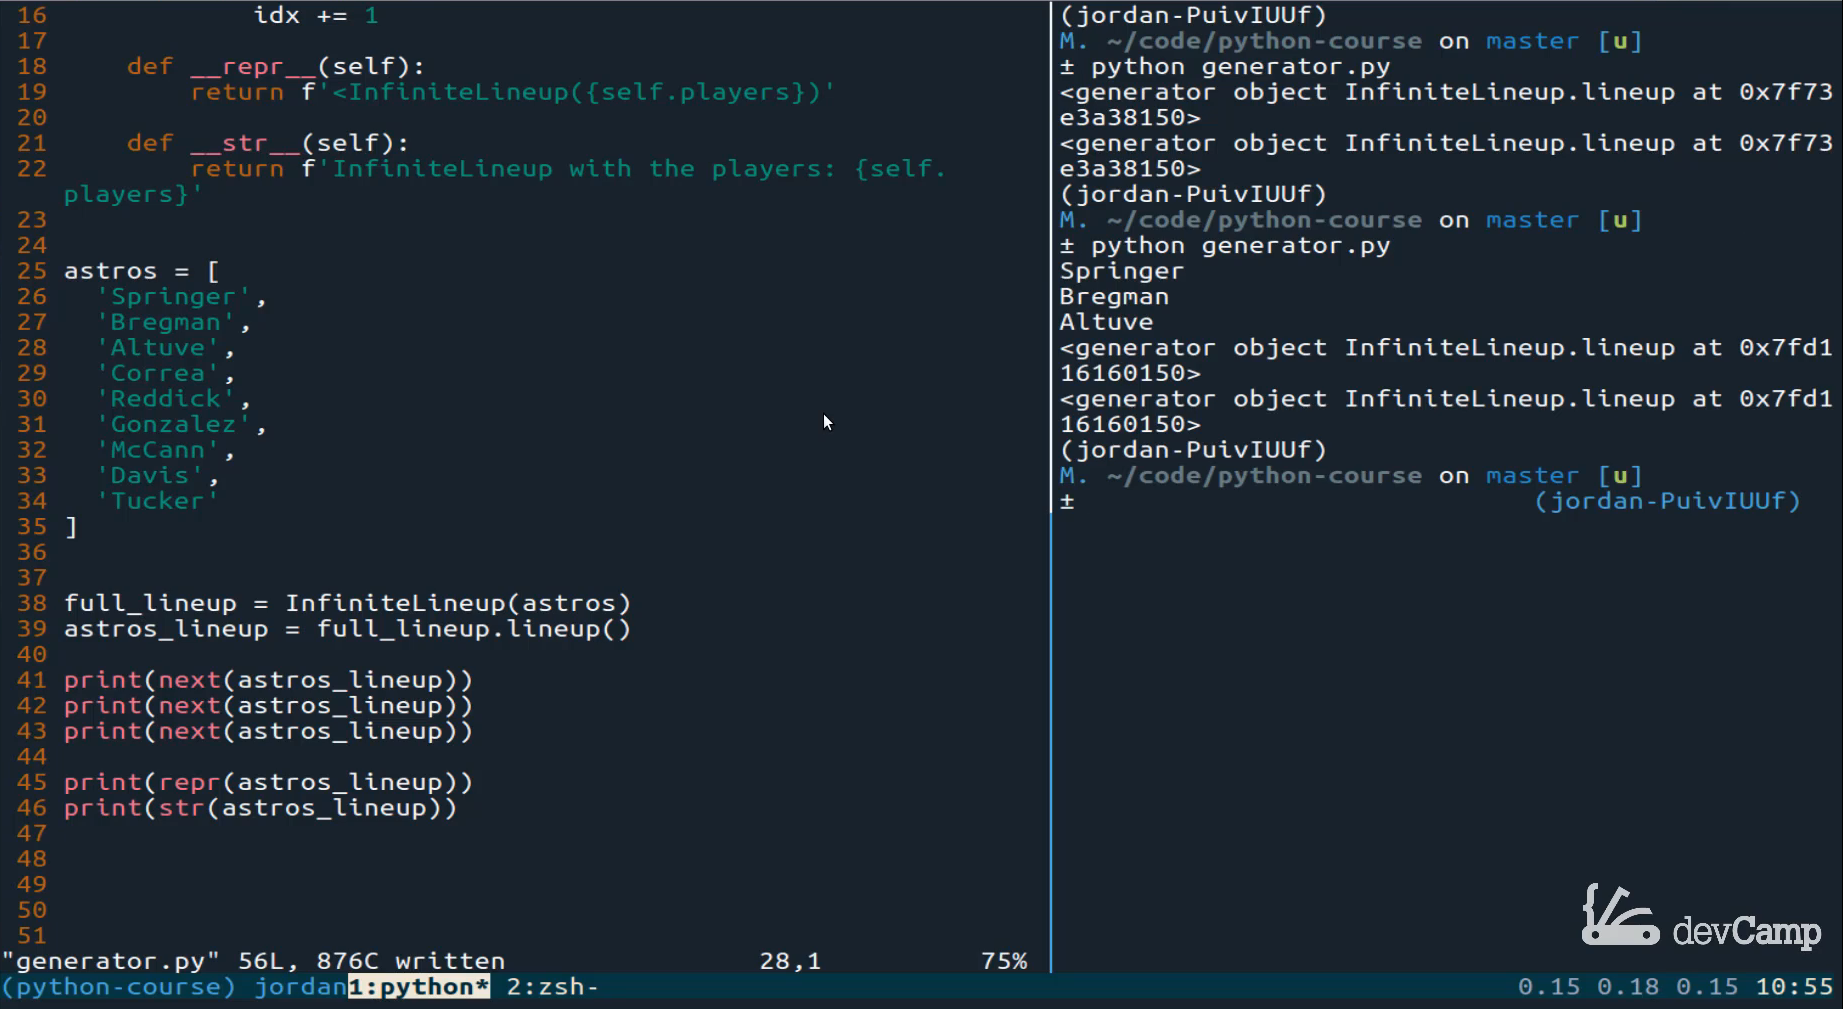 16             idx += 1
17
18     def __repr__(self):
19         return f'<InfiniteLineup({self.players})'
20
21     def __str__(self):
22         return f'InfiniteLineup with the players: {self.
players}'
23
24
25 astros = [
26   'Springer',
27   'Bregman',
28   'Altuve',
29   'Correa',
30   'Reddick',
31   'Gonzalez',
32   'McCann',
33   'Davis',
34   'Tucker'
35 ]
36
37
38 full_lineup = InfiniteLineup(astros)
39 astros_lineup = full_lineup.lineup()
40
41 print(next(astros_lineup))
42 print(next(astros_lineup))
43 print(next(astros_lineup))
44
45 print(repr(astros_lineup))
46 print(str(astros_lineup))
47
48
49
50
51
"generator.py" 56L, 876C written 28,1 75%
(jordan-PuivIUUf)
M. ~/code/python-course on master [u]
± python generator.py
<generator object InfiniteLineup.lineup at 0x7f73
e3a38150>
<generator object InfiniteLineup.lineup at 0x7f73
e3a38150>
(jordan-PuivIUUf)
M. ~/code/python-course on master [u]
± python generator.py
Springer
Bregman
Altuve
<generator object InfiniteLineup.lineup at 0x7fd1
16160150>
<generator object InfiniteLineup.lineup at 0x7fd1
16160150>
(jordan-PuivIUUf)
M. ~/code/python-course on master [u]
± (jordan-PuivIUUf)
devCamp
(python-course) jordan 1:python* 2:zsh- 0.15 0.18 0.15 10:55